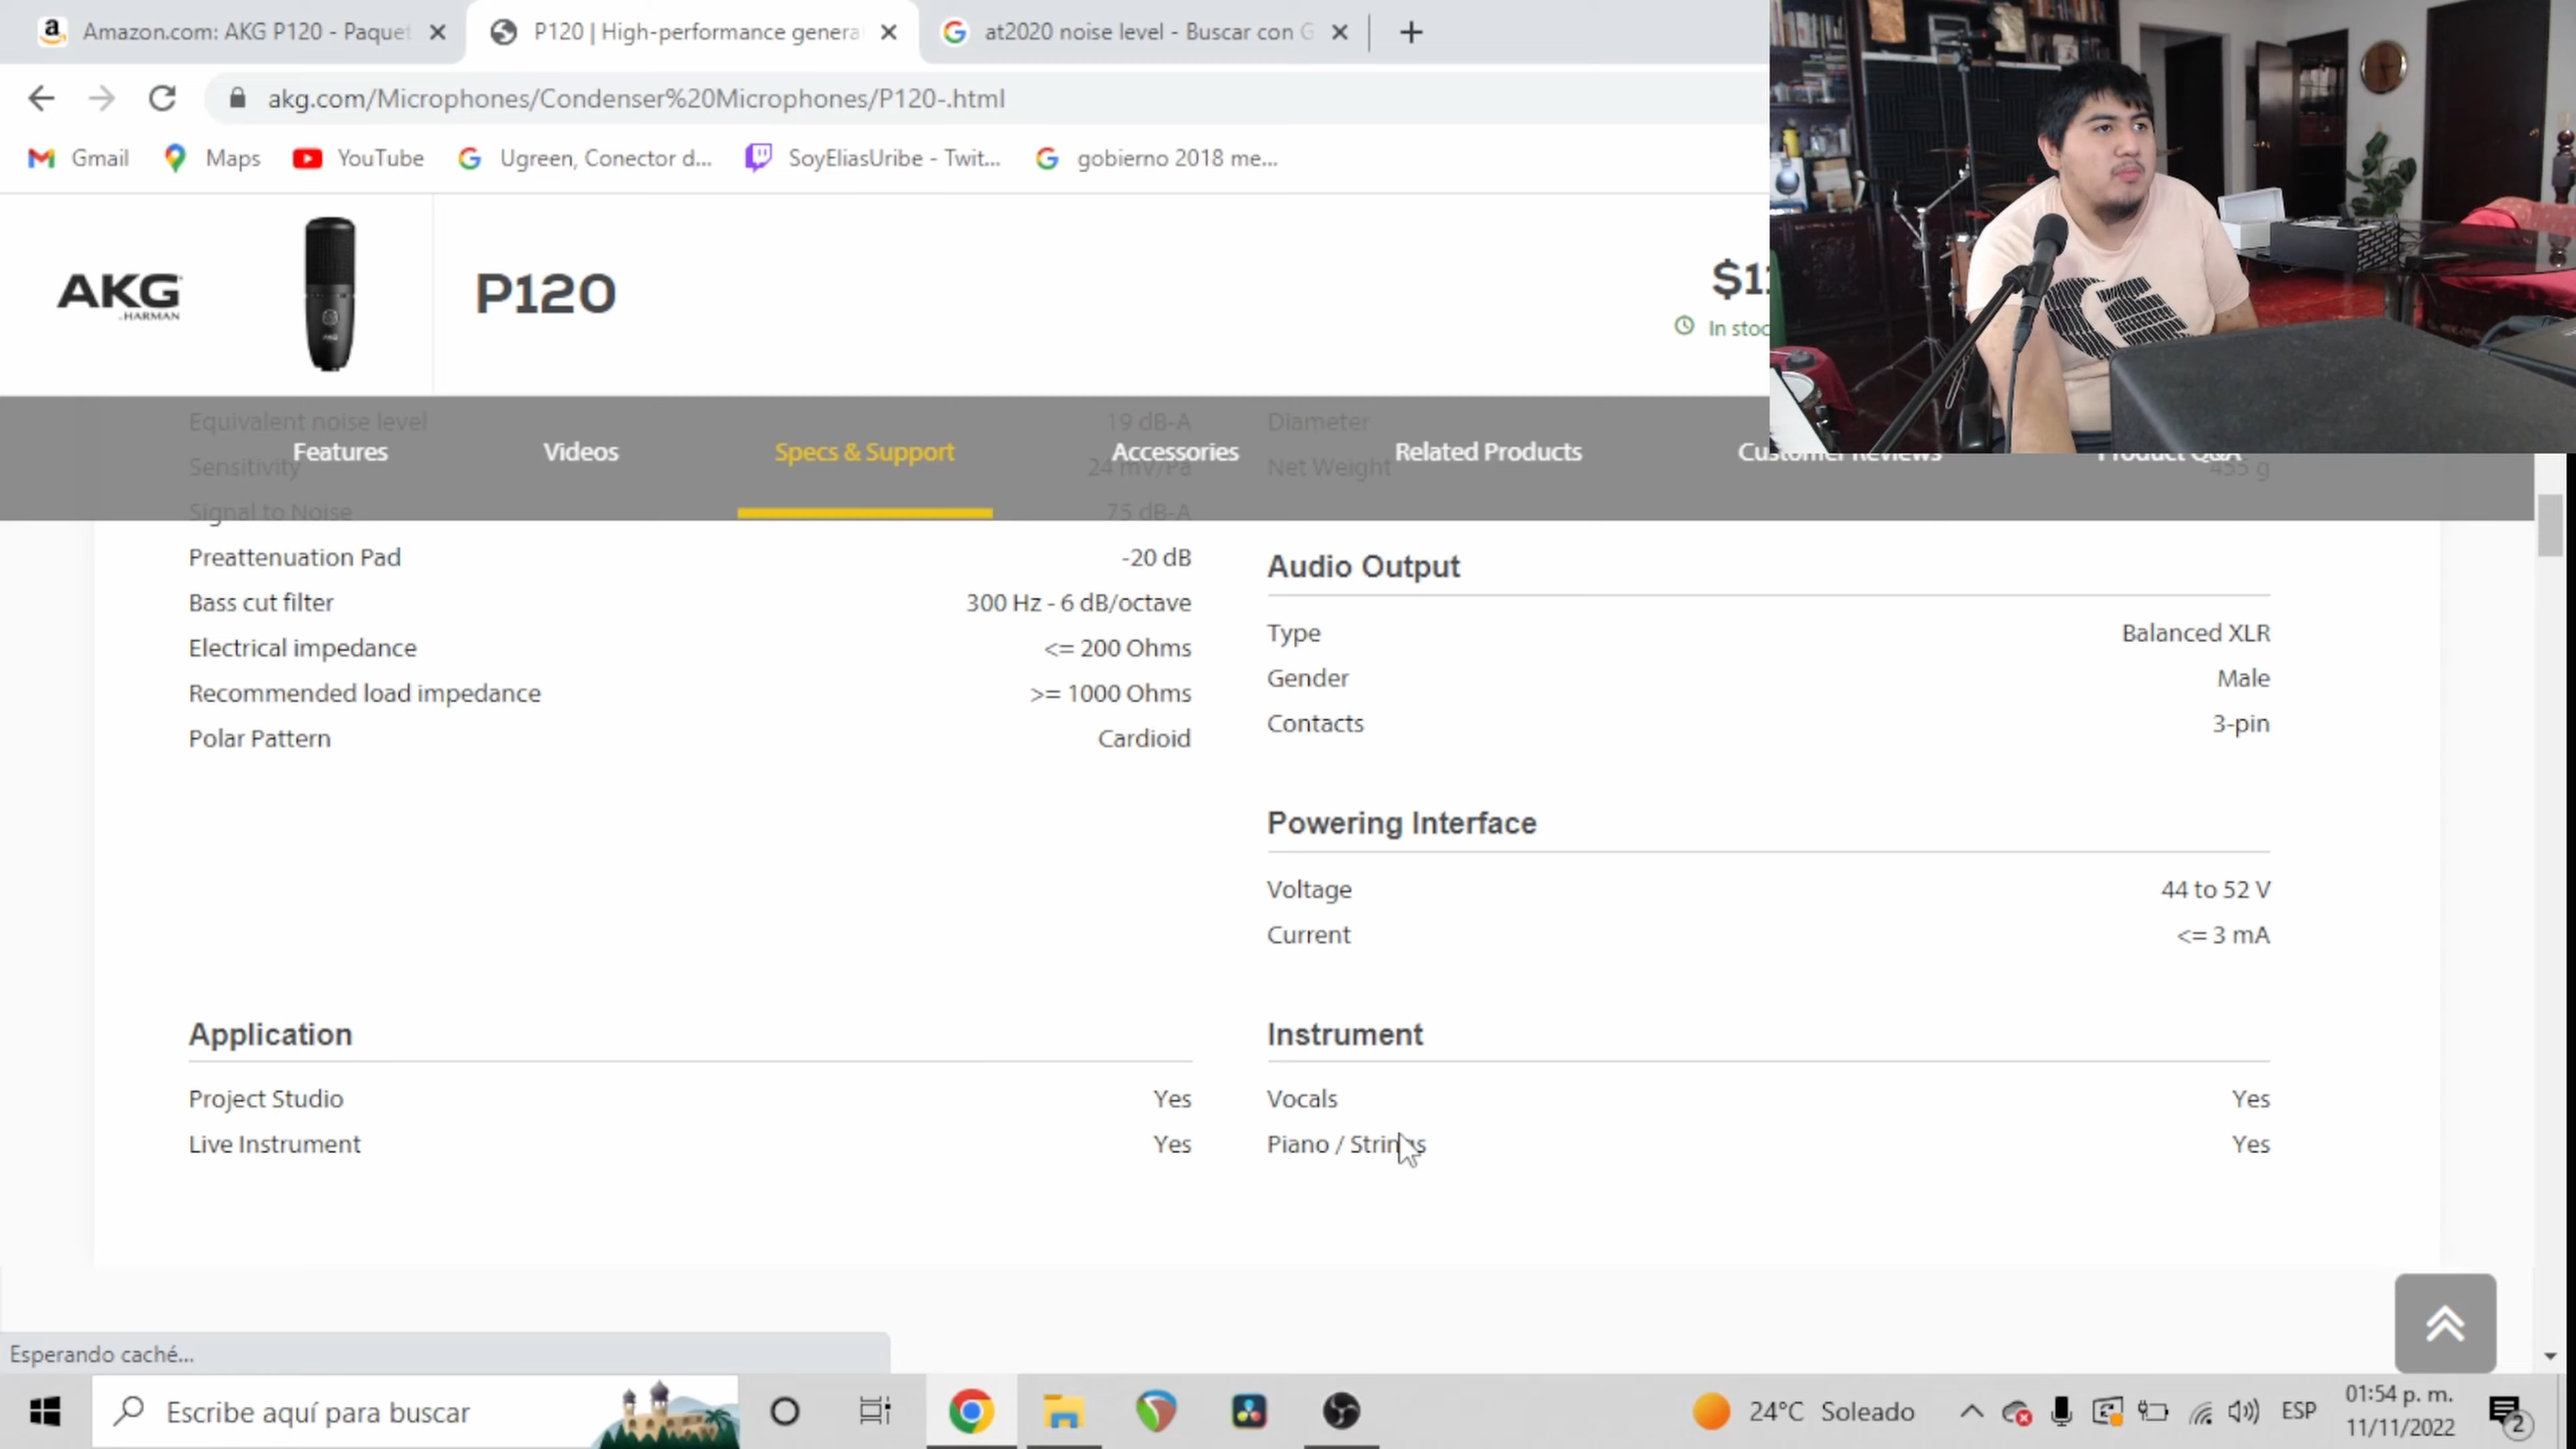 Amazon.com: AKG P120 - Paquet
P120 | High-performance genera
at2020 noise level - Buscar con G
akg.com/Microphones/Condenser%20Microphones/P120-.html
Gmail
Maps
YouTube
Ugreen, Conector d...
SoyEliasUribe - Twit...
gobierno 2018 me...
AKG
HARMAN
P120
$1
In stoc
Equivalent noise level 19 dB-A
Diameter
Features
Videos
Specs & Support
Accessories
Related Products
Customer Reviews
Product Q&A
Sensitivity 24 mV/Pa
Net Weight 455 g
Signal to Noise 75 dB-A
Preattenuation Pad -20 dB
Bass cut filter 300 Hz - 6 dB/octave
Electrical impedance <= 200 Ohms
Recommended load impedance >= 1000 Ohms
Polar Pattern Cardioid
Audio Output
Type Balanced XLR
Gender Male
Contacts 3-pin
Powering Interface
Voltage 44 to 52 V
Current <= 3 mA
Application
Project Studio Yes
Live Instrument Yes
Instrument
Vocals Yes
Piano / Strings Yes
Esperando caché...
Escribe aquí para buscar
24°C Soleado
ESP
01:54 p. m.
11/11/2022
2